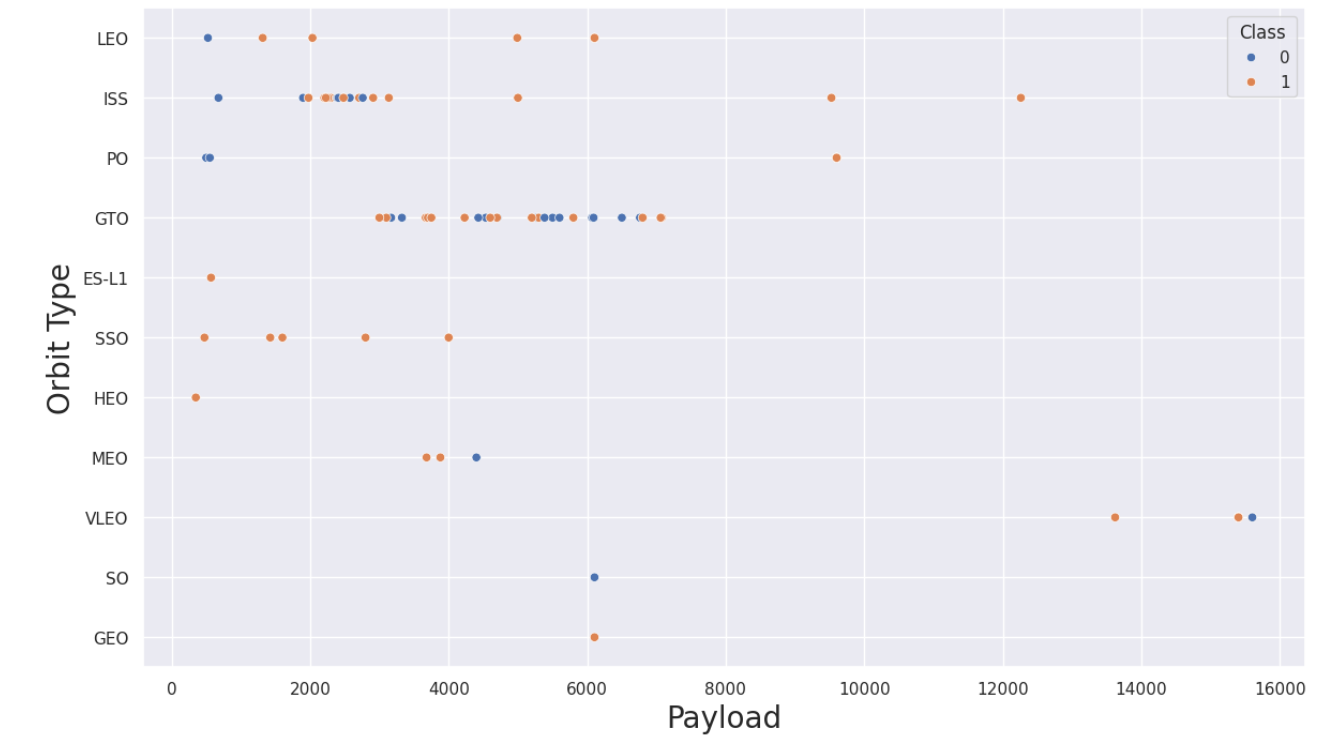 Class
0
1
Orbit Type
LEO
ISS
PO
GTO
ES-L1
SSO
HEO
MEO
VLEO
SO
GEO
0 2000 4000 6000 8000 10000 12000 14000 16000
Payload